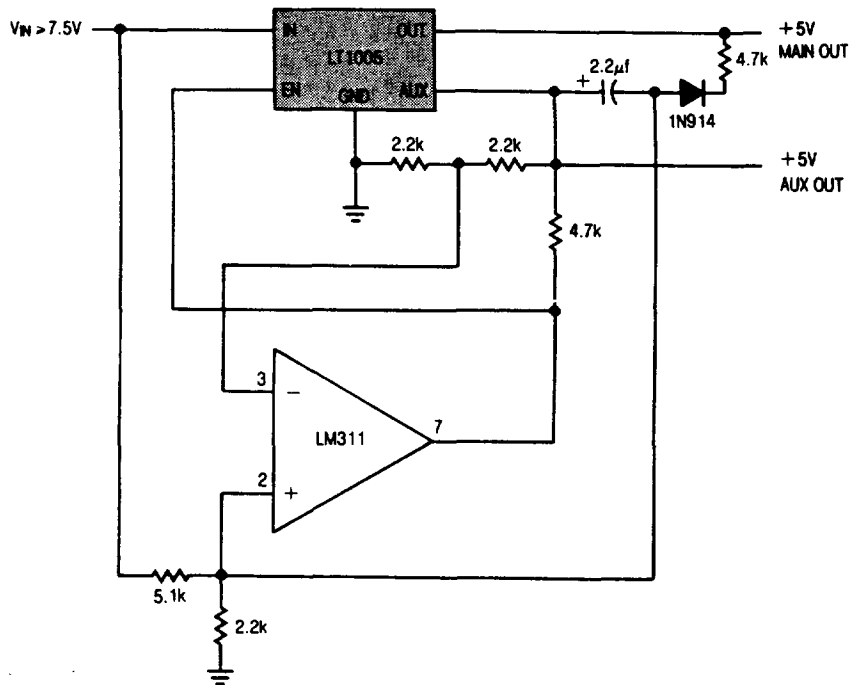 VIN > 7.5V
IN
OUT
LT1005
EN
GND
AUX
+5V
MAIN OUT
4.7k
+
2.2µf
1N914
2.2k
2.2k
+5V
AUX OUT
4.7k
3
−
LM311
7
2
+
5.1k
2.2k